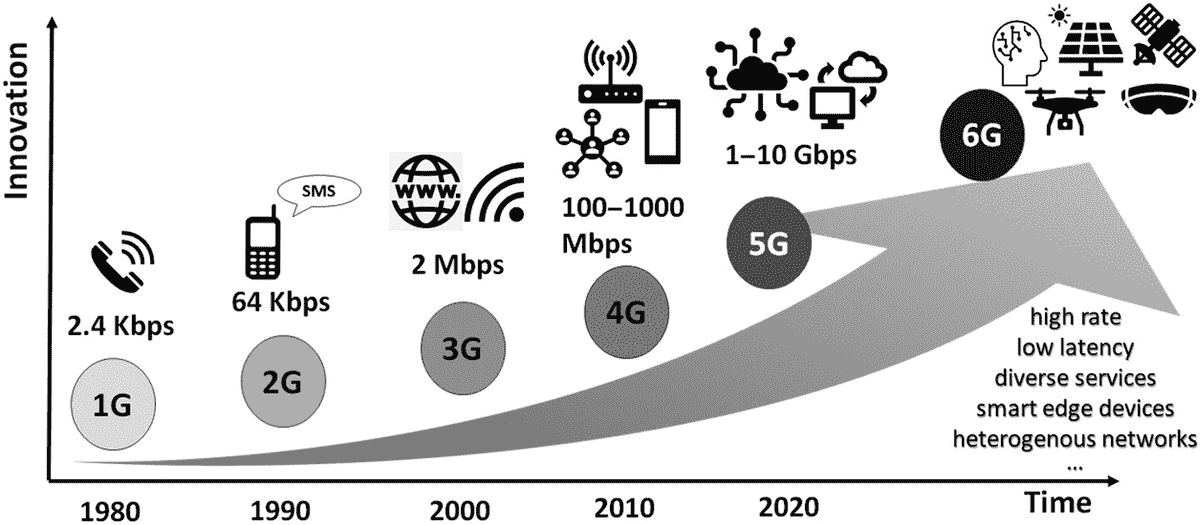 Innovation
SMS
WWW.
2.4 Kbps
64 Kbps
2 Mbps
100–1000
Mbps
1–10 Gbps
1G
2G
3G
4G
5G
6G
high rate
low latency
diverse services
smart edge devices
heterogenous networks
...
1980
1990
2000
2010
2020
Time